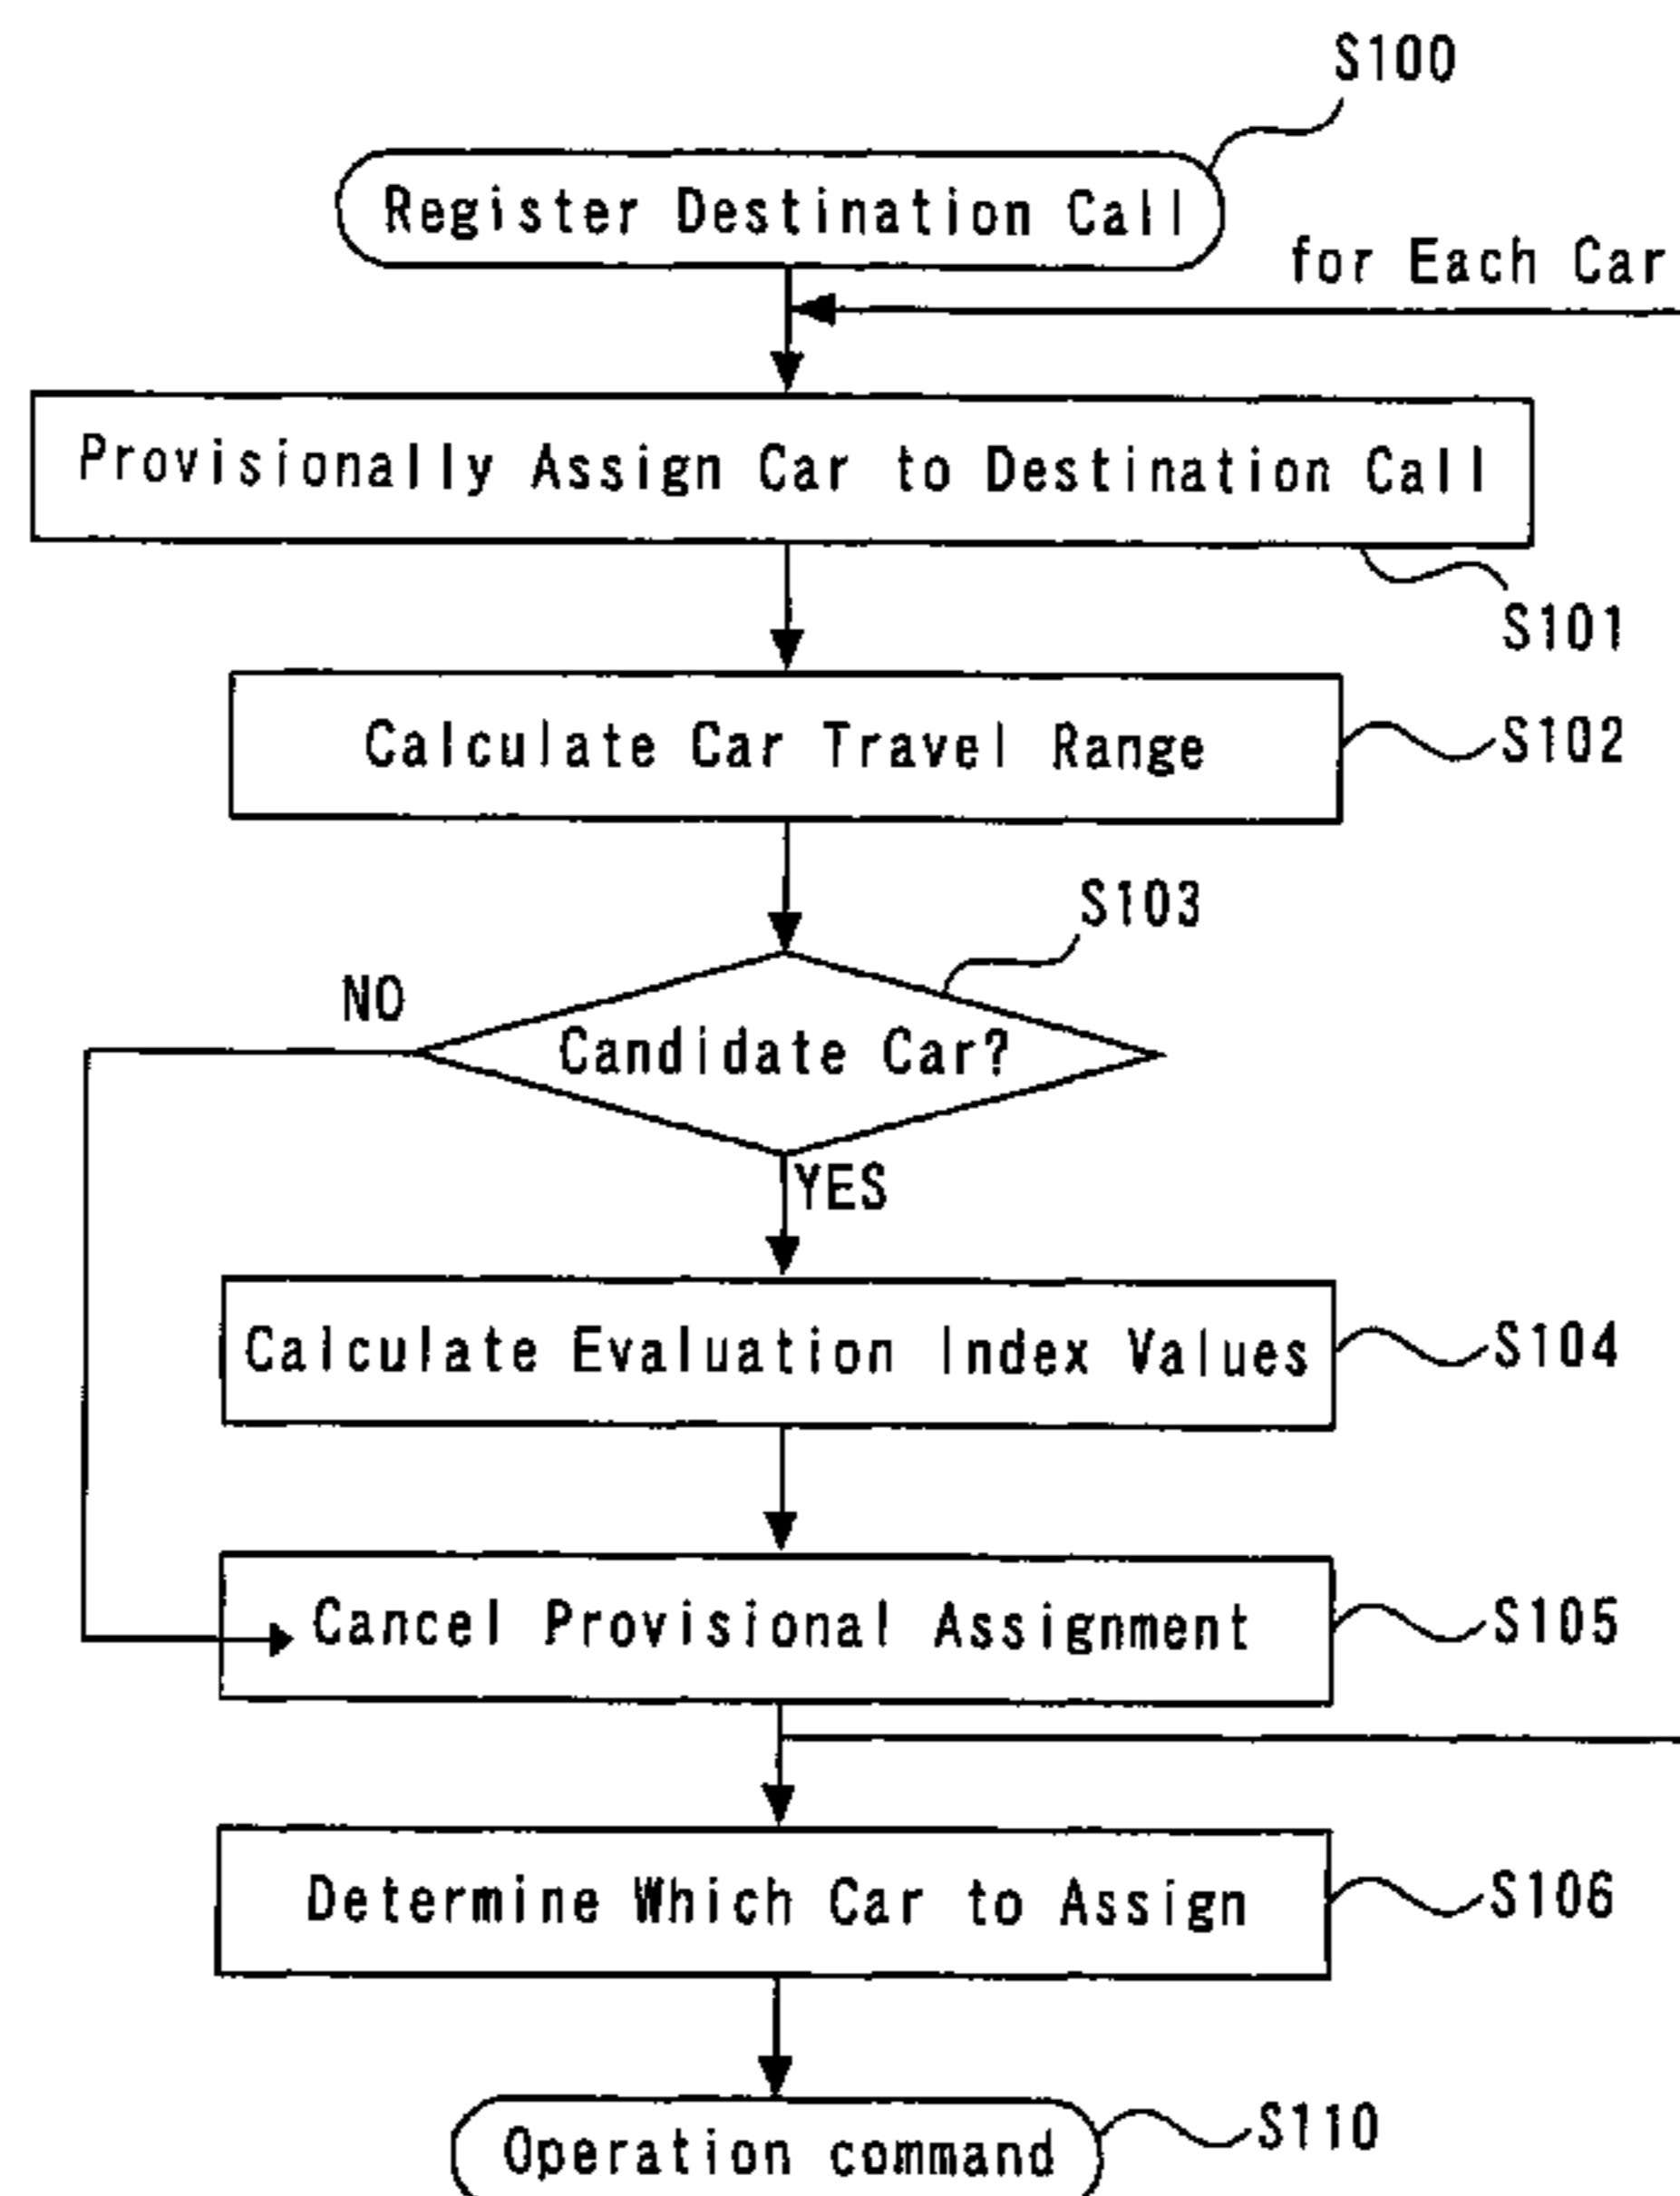 S100
Register Destination Call
for Each Car
Provisionally Assign Car to Destination Call
S101
Calculate Car Travel Range
S102
S103
NO
Candidate Car?
YES
Calculate Evaluation Index Values
S104
Cancel Provisional Assignment
S105
Determine Which Car to Assign
S106
Operation command
S110